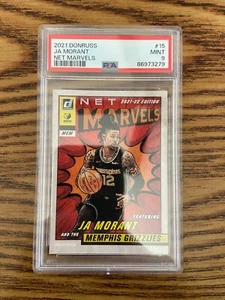 2021 DONRUSS #15
JA MORANT MINT
NET MARVELS 9
PSA 86973279
NET 2021-22 EDITION
MARVELS
MEM
12
FEATURING
JA MORANT
AND THE MEMPHIS GRIZZLIES